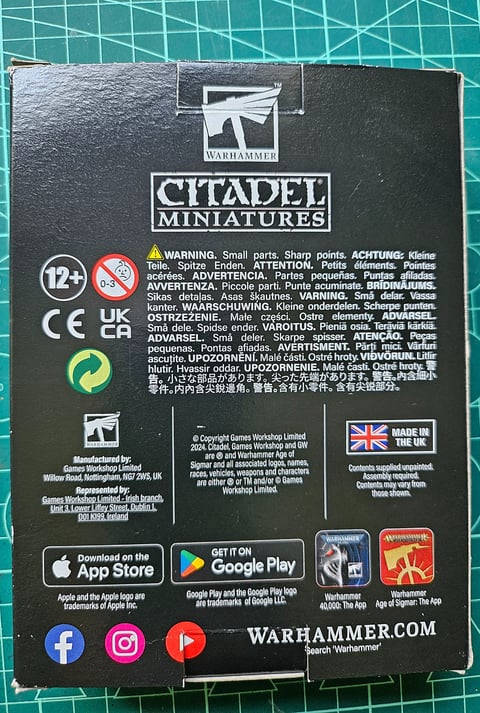 WARHAMMER
TM
CITADEL
MINIATURES
12+
0-3
WARNING. Small parts. Sharp points. ACHTUNG: Kleine
Teile. Spitze Enden. ATTENTION. Petits éléments. Pointes
acérées. ADVERTENCIA. Partes pequeñas. Puntas afiladas.
AVVERTENZA. Piccole parti. Punte acuminate. BRĪDINĀJUMS.
Sīkas detaļas. Asas šķautnes. VARNING. Små delar. Vassa
kanter. WAARSCHUWING. Kleine onderdelen. Scherpe punten.
OSTRZEŻENIE. Małe części. Ostre elementy. ADVARSEL.
Små dele. Spidse ender. VAROITUS. Pieniä osia. Teräviä kärkiä.
ADVARSEL. Små deler. Skarpe spisser. ATENÇÃO. Peças
pequenas. Pontas afiadas. AVERTISMENT. Părți mici. Vârfuri
ascuțite. UPOZORNĚNÍ. Malé části. Ostré hroty. VIÐVÖRUN. Litlir
hlutir. Hvassir oddar. UPOZORNENIE. Malé časti. Ostré hroty. 警
告。小さな部品があります。尖った先端があります。警告。内含细小
零件。内含尖锐边角。警告。含有小零件。含有尖锐部分。
CE
UK
CA
WARHAMMER
Manufactured by:
Games Workshop Limited
Willow Road, Nottingham, NG7 2WS, UK
Represented by:
Games Workshop Limited - Irish branch,
Unit 3, Lower Liffey Street, Dublin 1,
D01 K199, Ireland
© Copyright Games Workshop Limited
2024. Citadel, Games Workshop and GW
are ® and Warhammer Age of
Sigmar and all associated logos, names,
races, vehicles, weapons and characters
are either ® or TM and/or © Games
Workshop Limited.
MADE IN
THE UK
Contents supplied unpainted.
Assembly required.
Contents may vary from
those shown.
Download on the
App Store
Apple and the Apple logo are
trademarks of Apple Inc.
GET IT ON
Google Play
Google Play and the Google Play logo
are trademarks of Google LLC.
WARHAMMER
Warhammer
40,000: The App
WARHAMMER
Warhammer
Age of Sigmar: The App
WARHAMMER.COM
Search 'Warhammer'